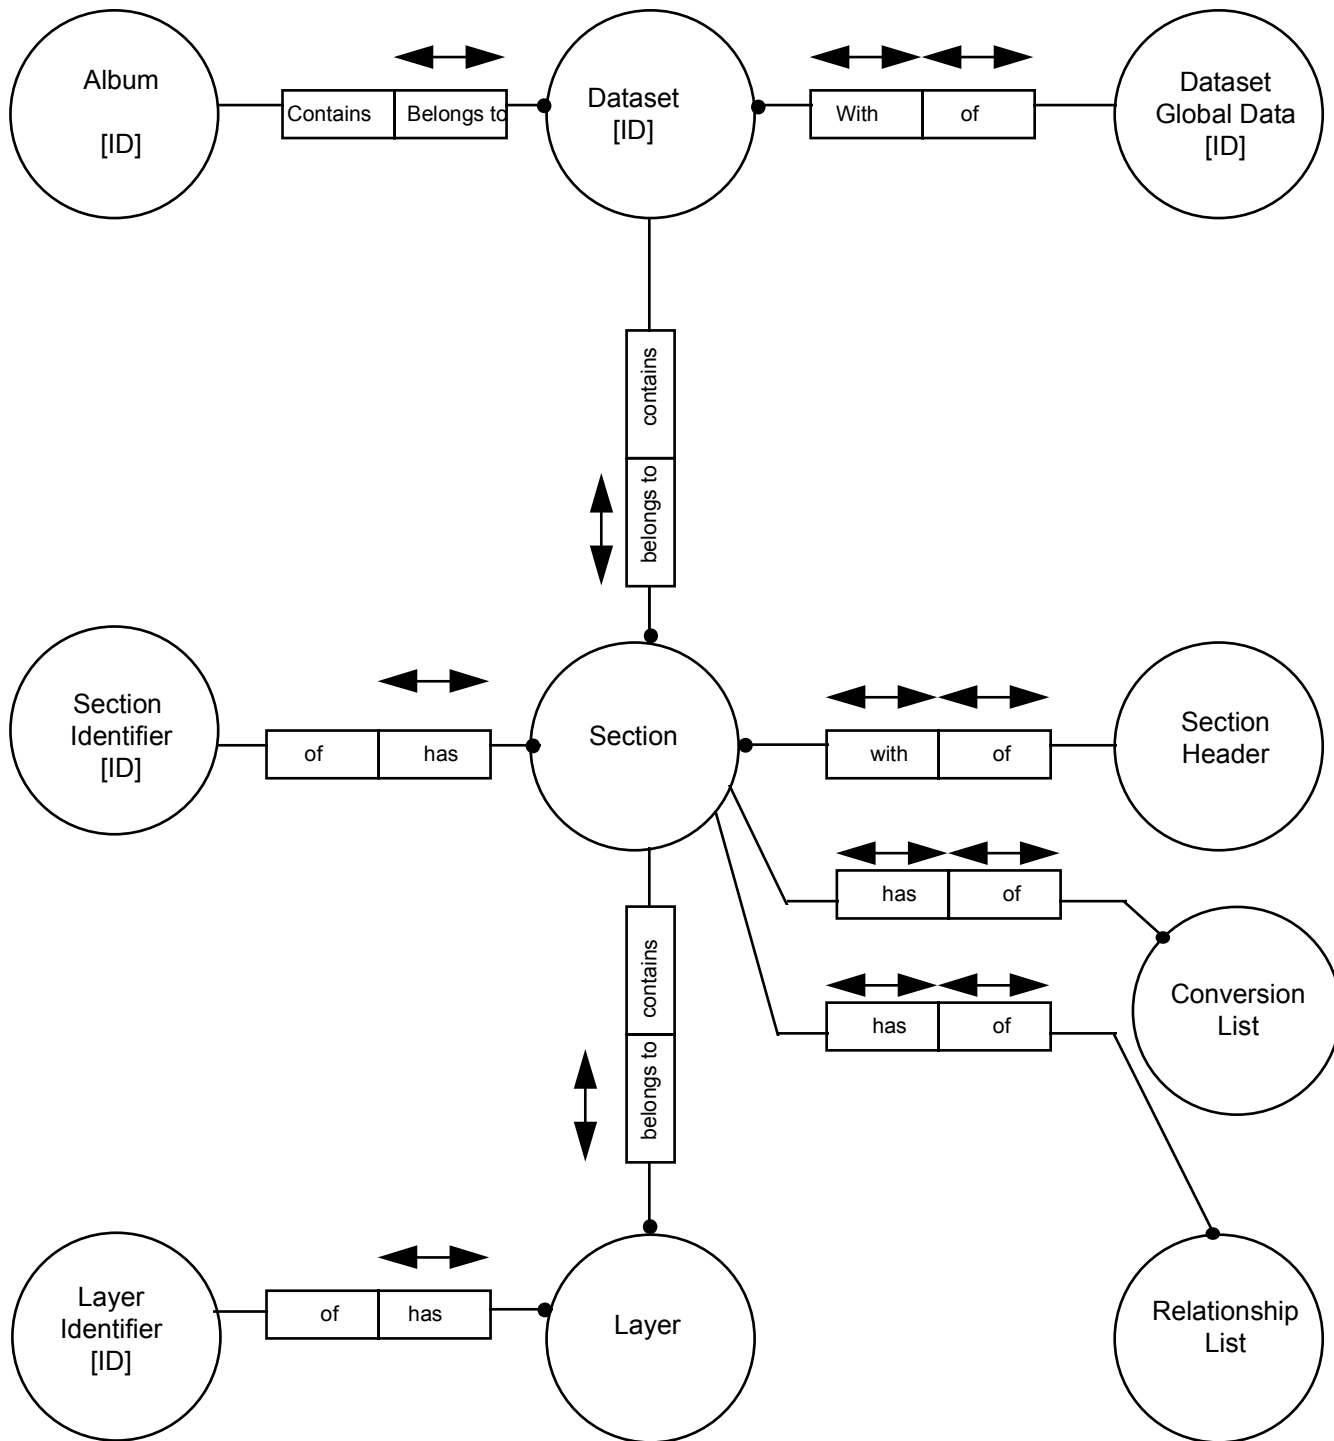 Album
[ID]
Contains
Belongs to
Dataset
[ID]
With
of
Dataset
Global Data
[ID]
contains
belongs to
Section
Identifier
[ID]
of
has
Section
with
of
Section
Header
has
of
Conversion
List
contains
belongs to
has
of
Relationship
List
Layer
Identifier
[ID]
of
has
Layer